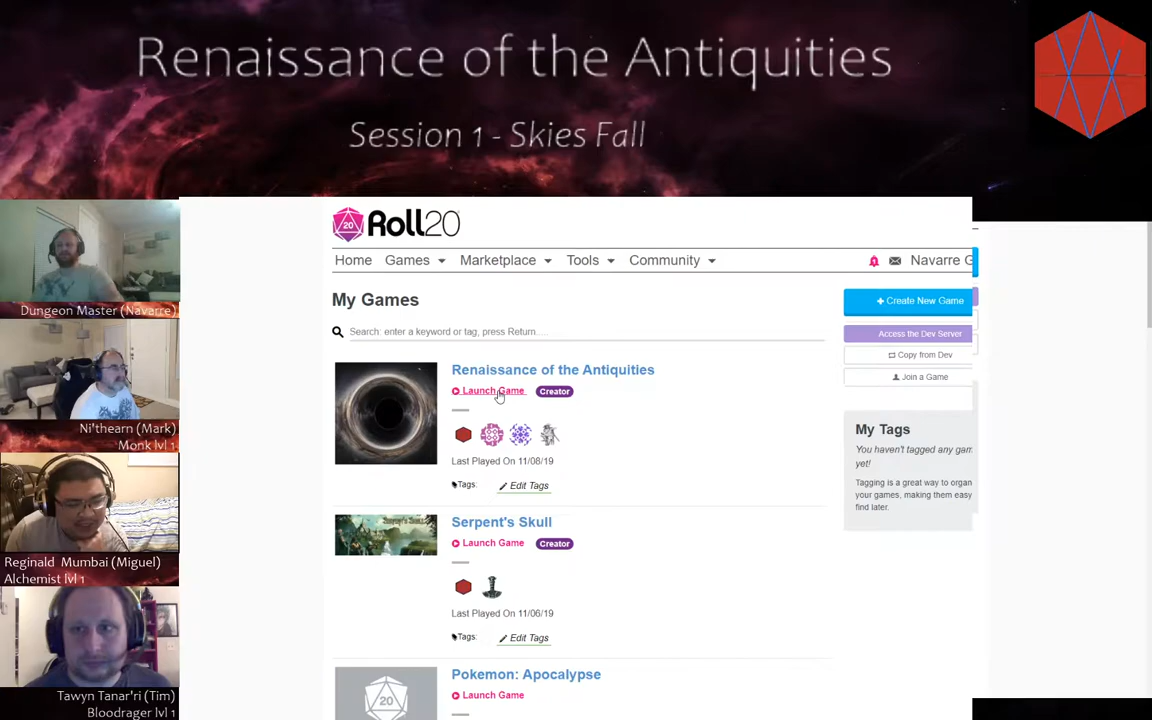 Renaissance of the Antiquities
Session 1 - Skies Fall
20 Roll20
Home Games Marketplace Tools Community Navarre G
My Games
Create New Game
Search: enter a keyword or tag, press Return....
Access the Dev Server
Copy from Dev
Join a Game
Renaissance of the Antiquities
Launch Game Creator
Last Played On 11/08/19
Tags: Edit Tags
My Tags
You haven't tagged any gam
yet!
Tagging is a great way to organ
your games, making them easy
find later.
Serpent's Skull
Launch Game Creator
Last Played On 11/06/19
Tags: Edit Tags
Pokemon: Apocalypse
Launch Game
20
Dungeon Master (Navarre)
Ni'thearn (Mark)
Monk lvl 1
Reginald Mumbai (Miguel)
Alchemist lvl 1
Tawyn Tanar'ri (Tim)
Bloodrager lvl 1